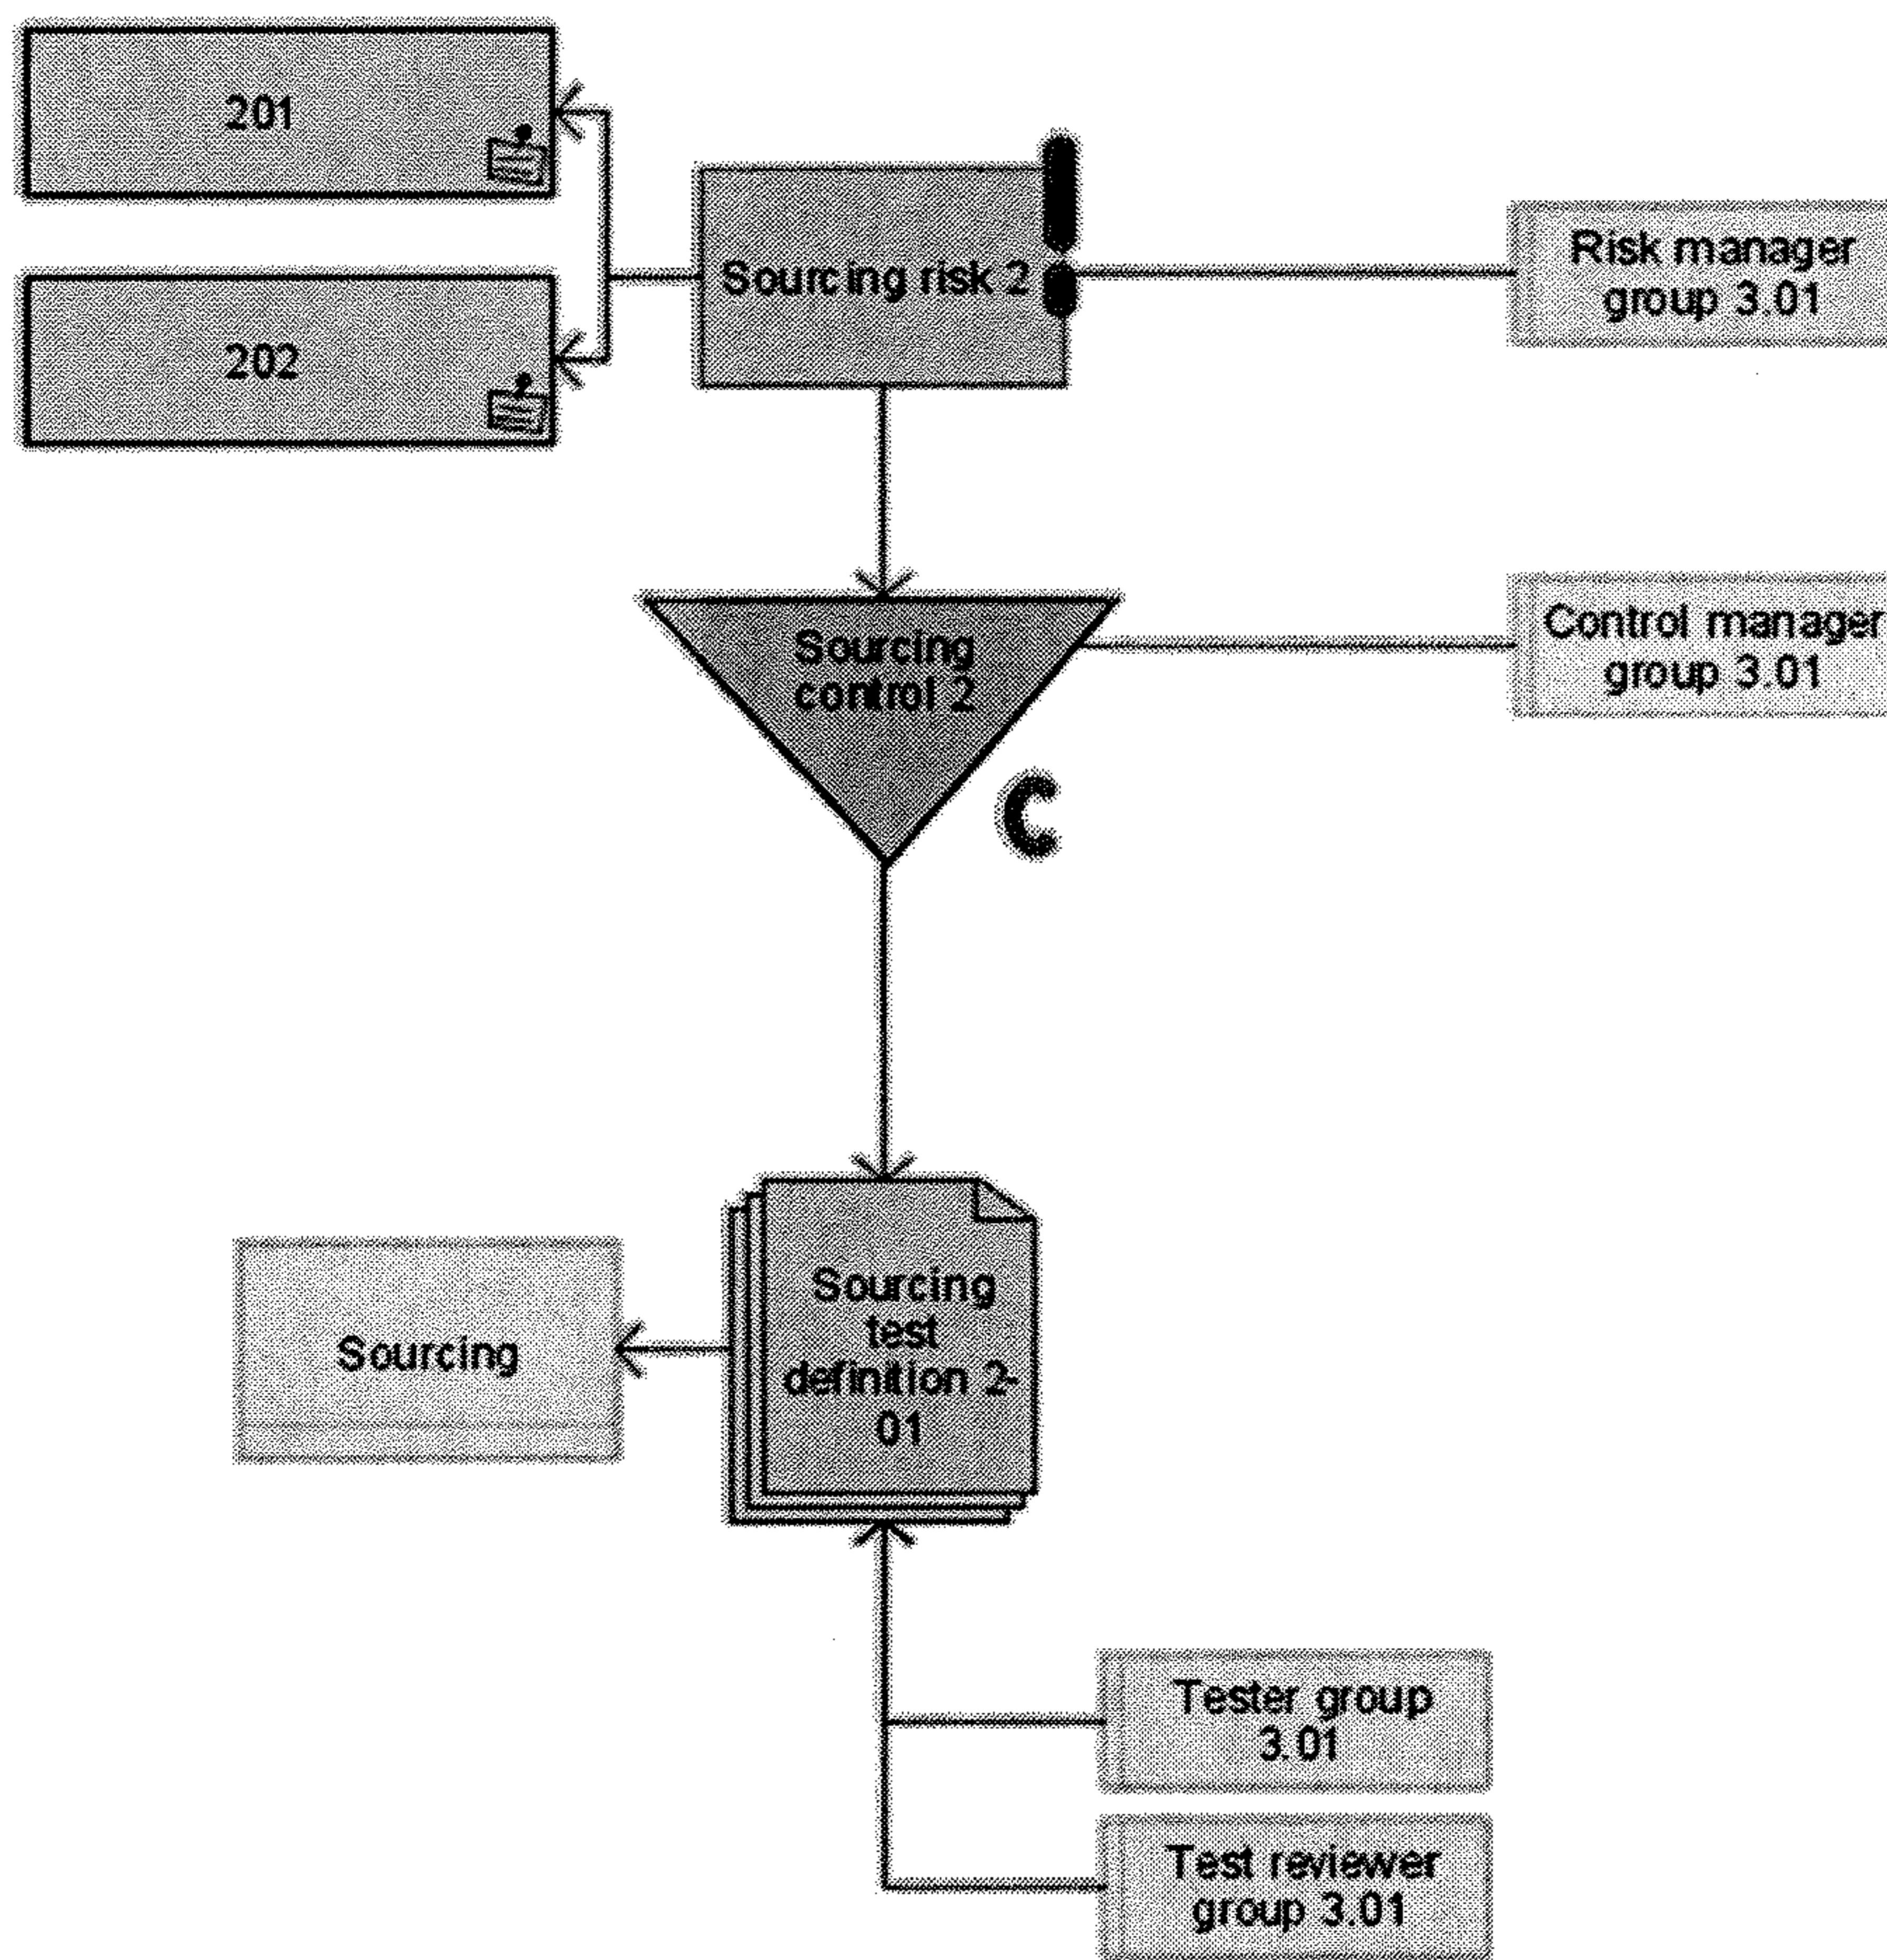 201
202
Sourcing risk 2
Risk manager
group 3.01
Sourcing
control 2
Control manager
group 3.01
C
Sourcing
Sourcing
test
definition 2-
01
Tester group
3.01
Test reviewer
group 3.01